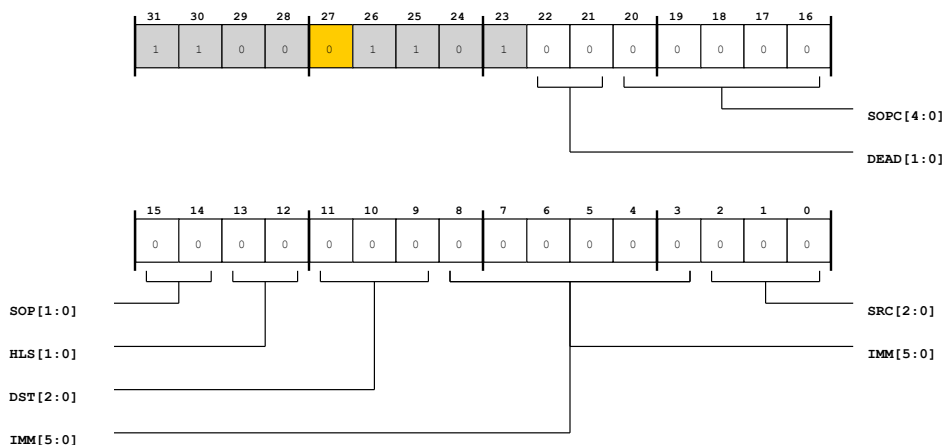 31 30 29 28 27 26 25 24 23 22 21 20 19 18 17 16
1 1 0 0 0 1 1 0 1 0 0 0 0 0 0 0
SOPC[4:0]
DEAD[1:0]
15 14 13 12 11 10 9 8 7 6 5 4 3 2 1 0
0 0 0 0 0 0 0 0 0 0 0 0 0 0 0 0
SOP[1:0] SRC[2:0]
HLS[1:0] IMM[5:0]
DST[2:0]
IMM[5:0]